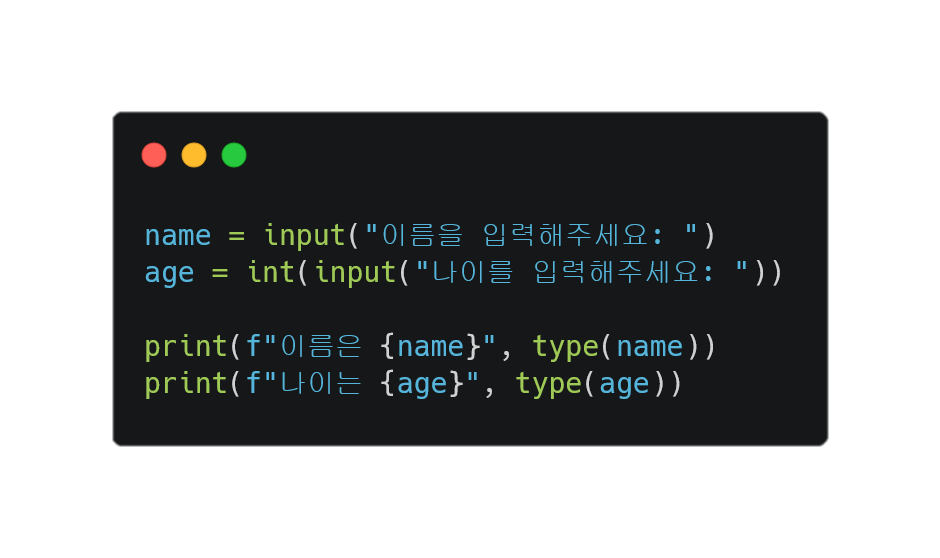 name = input("이름을 입력해주세요: ")
age = int(input("나이를 입력해주세요: "))
print(f"이름은 {name}", type(name))
print(f"나이는 {age}", type(age))